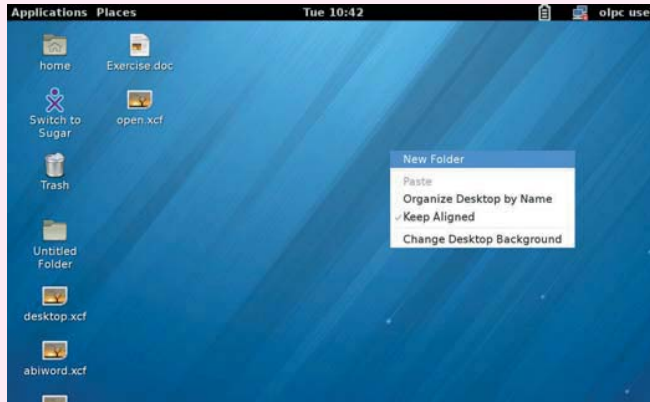 Applications Places Tue 10:42 olpc use
home Exercise.doc
Switch to
Sugar
open.xcf
Trash
Untitled
Folder
desktop.xcf
abiword.xcf
New Folder
Paste
Organize Desktop by Name
Keep Aligned
Change Desktop Background